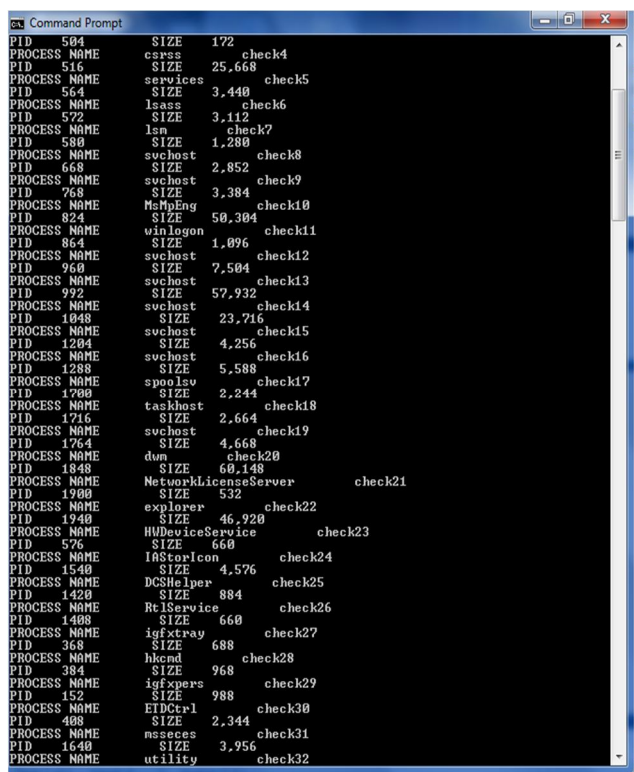 Command Prompt
PID 504 SIZE 172
PROCESS NAME csrss check4
PID 516 SIZE 25,668
PROCESS NAME services check5
PID 564 SIZE 3,440
PROCESS NAME lsass check6
PID 572 SIZE 3,112
PROCESS NAME lsm check7
PID 580 SIZE 1,280
PROCESS NAME svchost check8
PID 668 SIZE 2,852
PROCESS NAME svchost check9
PID 768 SIZE 3,384
PROCESS NAME MsMpEng check10
PID 824 SIZE 50,304
PROCESS NAME winlogon check11
PID 864 SIZE 1,096
PROCESS NAME svchost check12
PID 960 SIZE 7,504
PROCESS NAME svchost check13
PID 992 SIZE 57,932
PROCESS NAME svchost check14
PID 1048 SIZE 23,716
PROCESS NAME svchost check15
PID 1204 SIZE 4,256
PROCESS NAME svchost check16
PID 1288 SIZE 5,588
PROCESS NAME spoolsv check17
PID 1700 SIZE 2,244
PROCESS NAME taskhost check18
PID 1716 SIZE 2,664
PROCESS NAME svchost check19
PID 1764 SIZE 4,668
PROCESS NAME dwm check20
PID 1848 SIZE 60,148
PROCESS NAME NetworkLicenseServer check21
PID 1900 SIZE 532
PROCESS NAME explorer check22
PID 1940 SIZE 46,920
PROCESS NAME HWDeviceService check23
PID 576 SIZE 660
PROCESS NAME IAStorIcon check24
PID 1540 SIZE 4,576
PROCESS NAME DCSHelper check25
PID 1420 SIZE 884
PROCESS NAME RtlService check26
PID 1408 SIZE 660
PROCESS NAME igfxtray check27
PID 368 SIZE 688
PROCESS NAME hkcmd check28
PID 384 SIZE 968
PROCESS NAME igfxpers check29
PID 152 SIZE 988
PROCESS NAME ETDCtrl check30
PID 408 SIZE 2,344
PROCESS NAME msseces check31
PID 1640 SIZE 3,956
PROCESS NAME utility check32